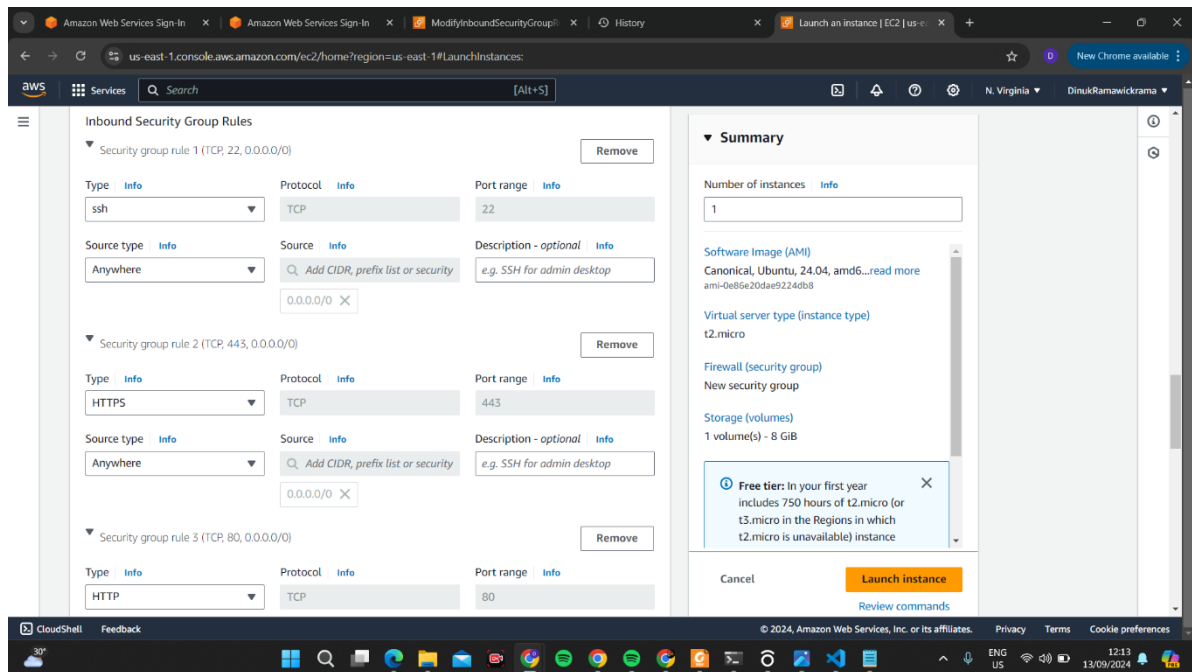 Amazon Web Services Sign-In
Amazon Web Services Sign-In
ModifyInboundSecurityGroupR
History
Launch an instance | EC2 | us-e
us-east-1.console.aws.amazon.com/ec2/home?region=us-east-1#LaunchInstances:
D
New Chrome available
aws
Services
Search
[Alt+S]
N. Virginia
DinukRamawickrama
Inbound Security Group Rules
Security group rule 1 (TCP, 22, 0.0.0.0/0)
Remove
Type Info
Protocol Info
Port range Info
ssh
TCP
22
Source type Info
Source Info
Description - optional Info
Anywhere
Add CIDR, prefix list or security
e.g. SSH for admin desktop
0.0.0.0/0
Security group rule 2 (TCP, 443, 0.0.0.0/0)
Remove
Type Info
Protocol Info
Port range Info
HTTPS
TCP
443
Source type Info
Source Info
Description - optional Info
Anywhere
Add CIDR, prefix list or security
e.g. SSH for admin desktop
0.0.0.0/0
Security group rule 3 (TCP, 80, 0.0.0.0/0)
Remove
Type Info
Protocol Info
Port range Info
HTTP
TCP
80
Summary
Number of instances Info
1
Software Image (AMI)
Canonical, Ubuntu, 24.04, amd6...read more
ami-0e86e20dae9224db8
Virtual server type (instance type)
t2.micro
Firewall (security group)
New security group
Storage (volumes)
1 volume(s) - 8 GiB
Free tier: In your first year
includes 750 hours of t2.micro (or
t3.micro in the Regions in which
t2.micro is unavailable) instance
Cancel
Launch instance
Review commands
CloudShell
Feedback
© 2024, Amazon Web Services, Inc. or its affiliates.
Privacy
Terms
Cookie preferences
30°
ENG
US
12:13
13/09/2024